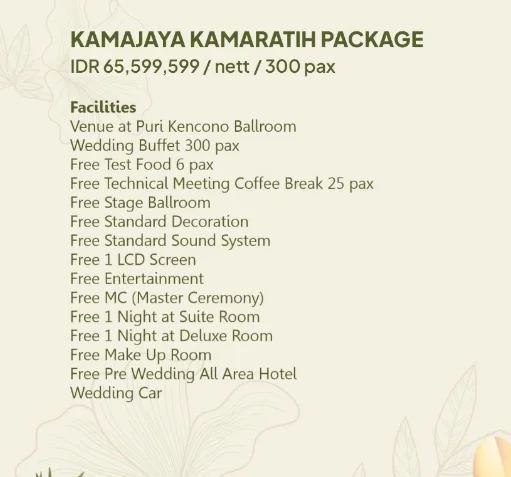 KAMAJAYA KAMARATIH PACKAGE
IDR 65,599,599 / nett / 300 pax
Facilities
Venue at Puri Kencono Ballroom
Wedding Buffet 300 pax
Free Test Food 6 pax
Free Technical Meeting Coffee Break 25 pax
Free Stage Ballroom
Free Standard Decoration
Free Standard Sound System
Free 1 LCD Screen
Free Entertainment
Free MC (Master Ceremony)
Free 1 Night at Suite Room
Free 1 Night at Deluxe Room
Free Make Up Room
Free Pre Wedding All Area Hotel
Wedding Car